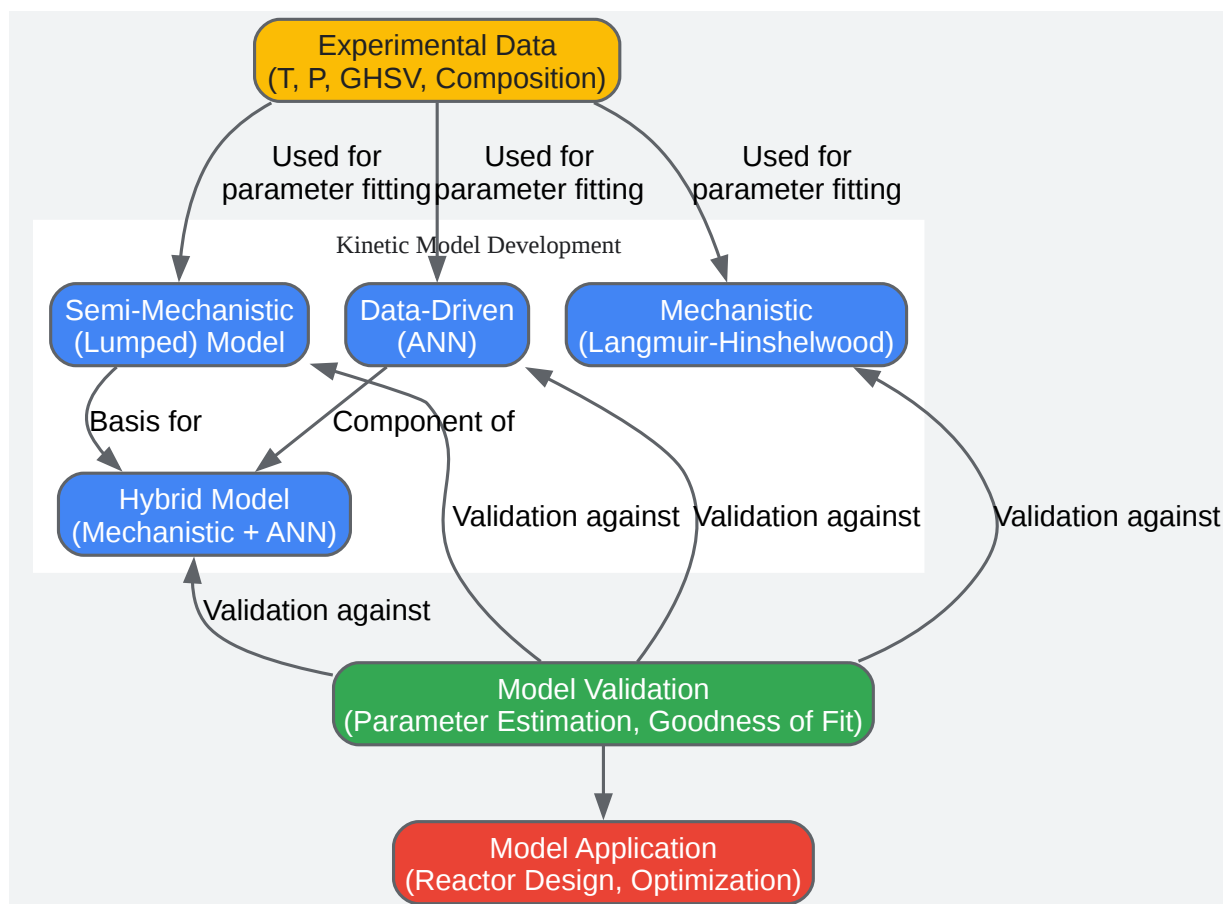 Experimental Data
(T, P, GHSV, Composition)
Used for
parameter fitting
Used for
parameter fitting
Used for
parameter fitting
Kinetic Model Development
Semi-Mechanistic
(Lumped) Model
Data-Driven
(ANN)
Mechanistic
(Langmuir-Hinshelwood)
Basis for
Component of
Hybrid Model
(Mechanistic + ANN)
Validation against
Validation against
Validation against
Validation against
Model Validation
(Parameter Estimation, Goodness of Fit)
Model Application
(Reactor Design, Optimization)